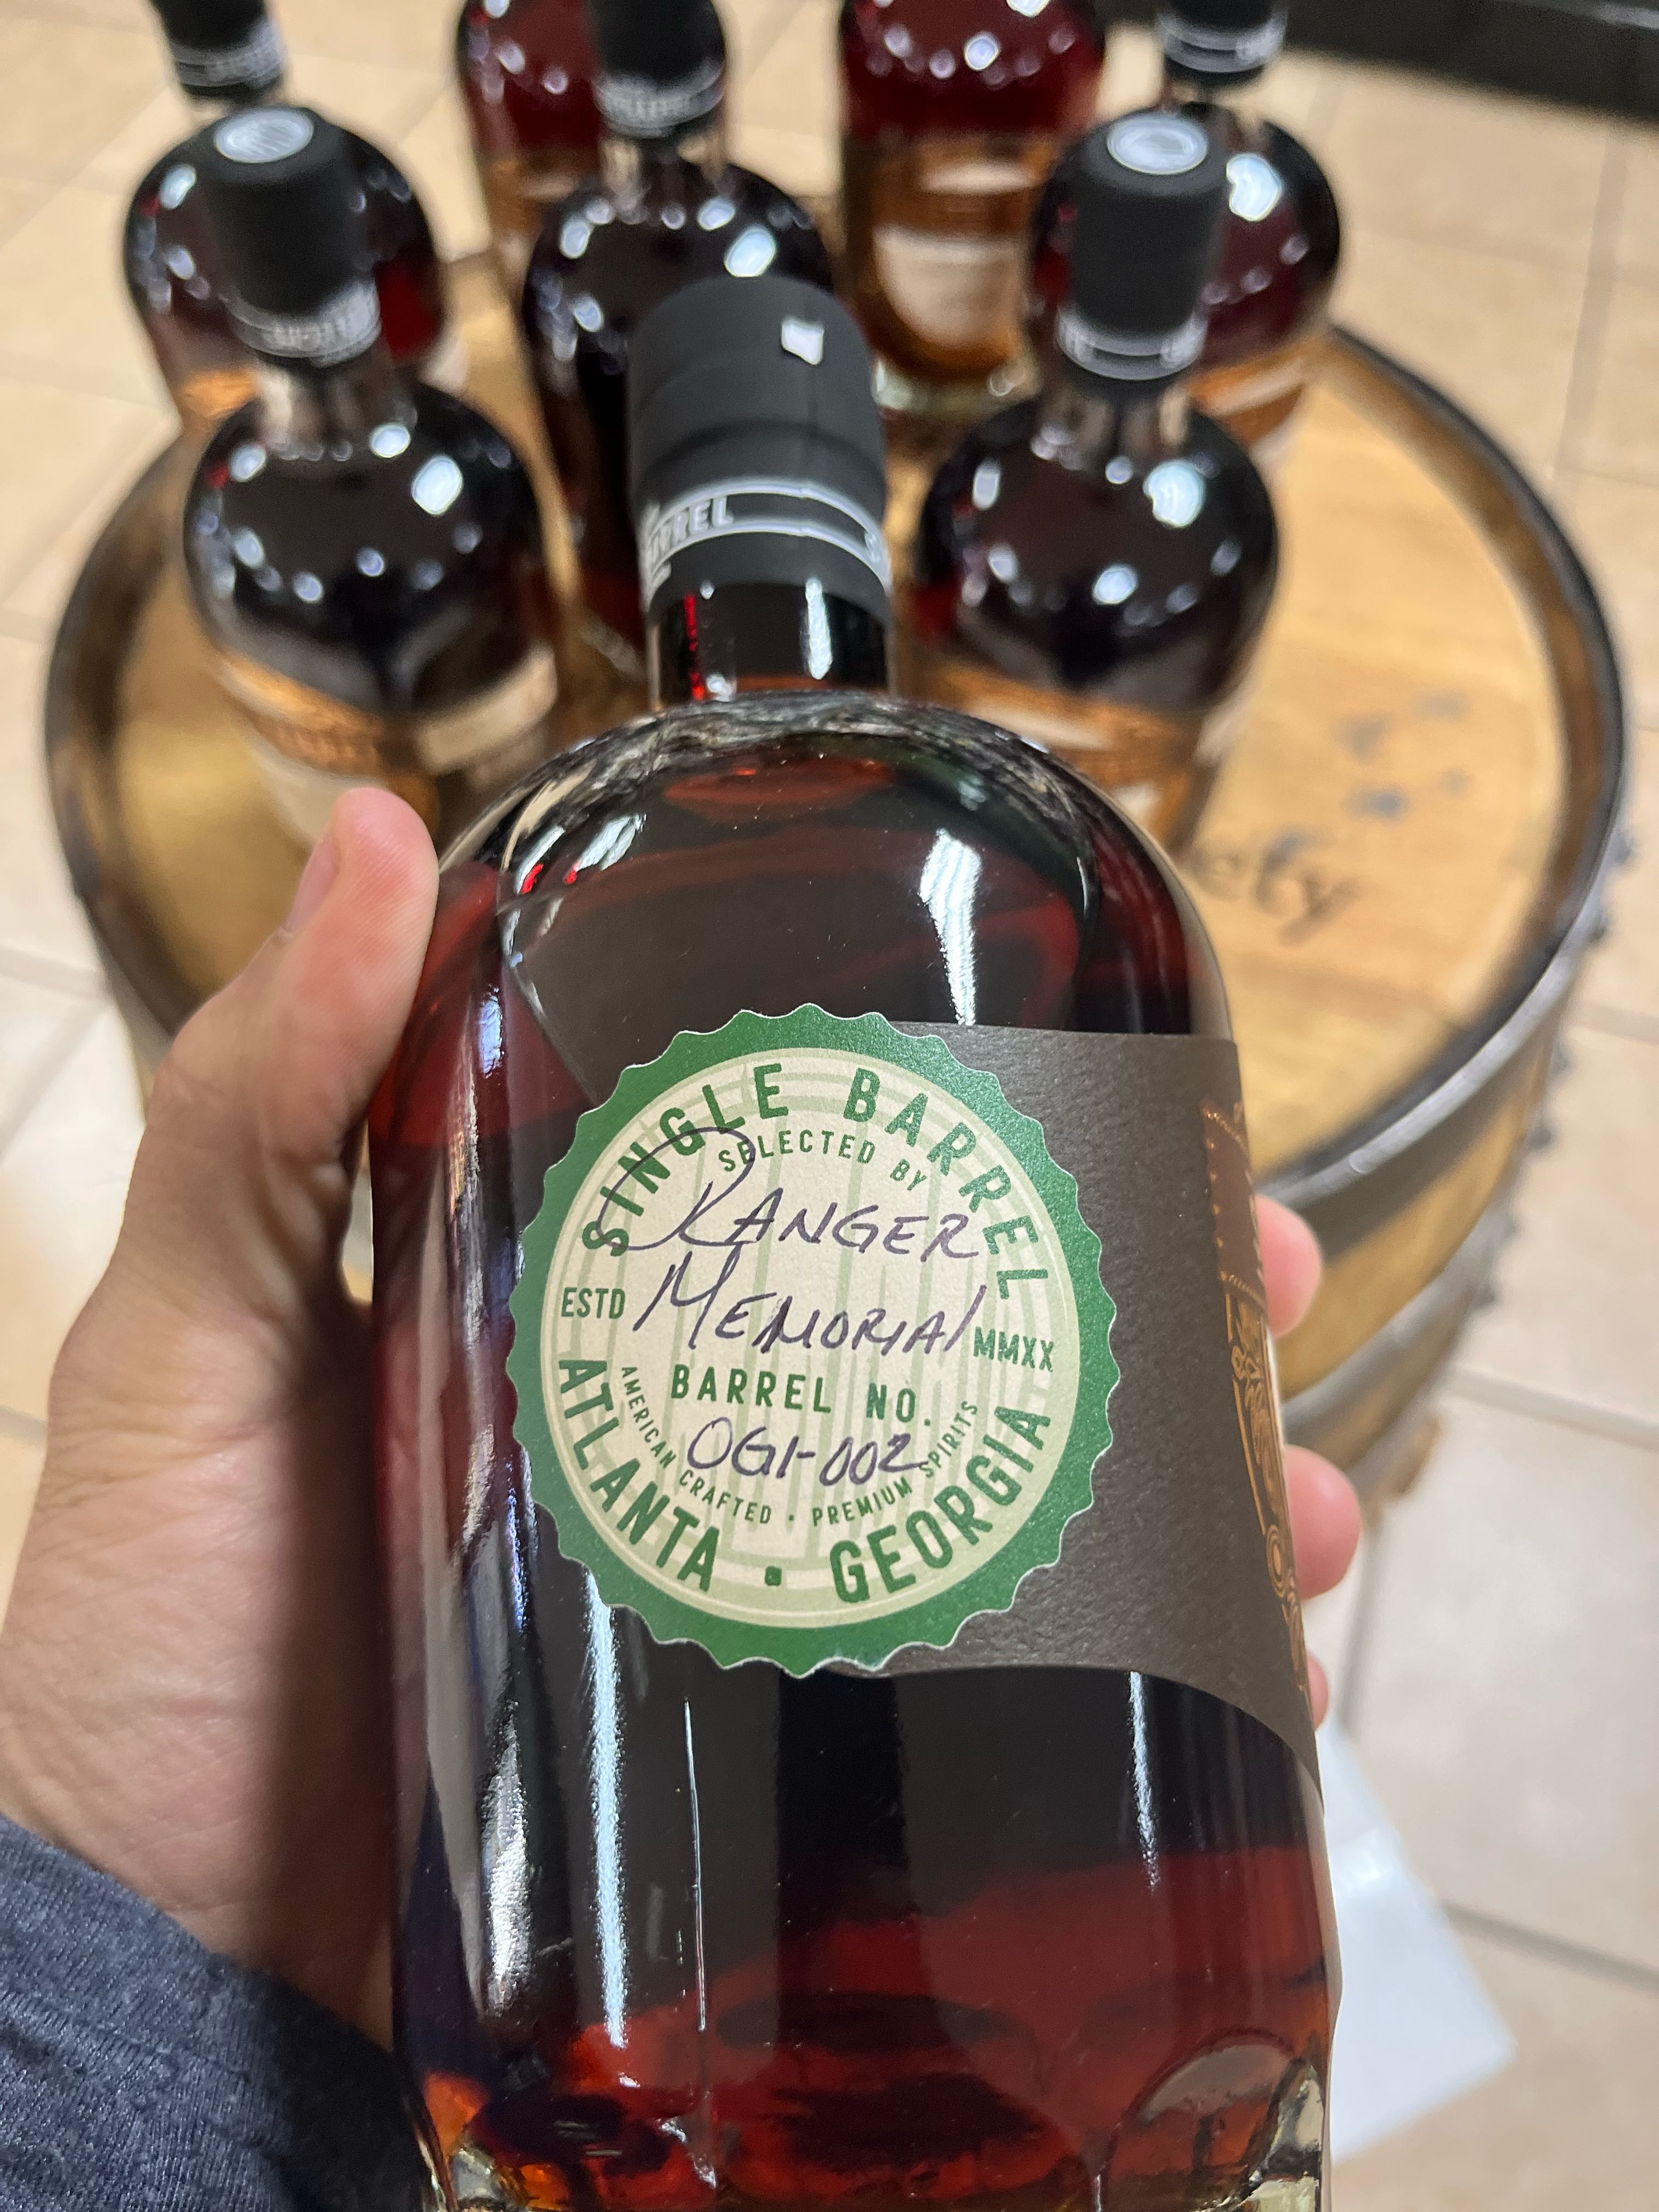 SINGLE BARREL
SELECTED BY
RANGER
MEMORIAL
ESTD
MMXX
BARREL NO.
OGI-002
AMERICAN CRAFTED • PREMIUM SPIRITS
ATLANTA • GEORGIA